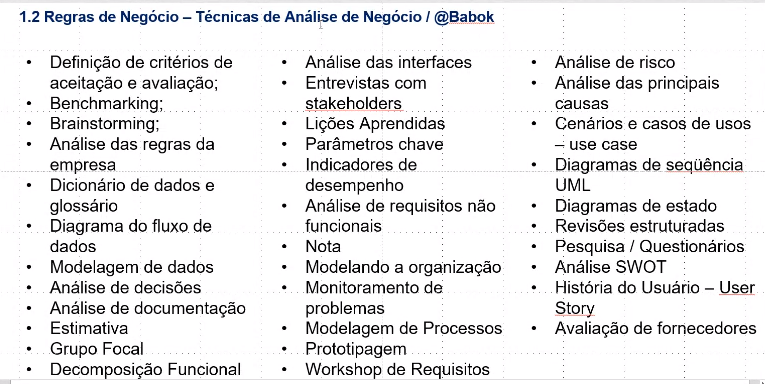 1.2 Regras de Negócio – Técnicas de Análise de Negócio / @Babok
• Definição de critérios de
aceitação e avaliação;
• Benchmarking;
• Brainstorming;
• Análise das regras da
empresa
• Dicionário de dados e
glossário
• Diagrama do fluxo de
dados
• Modelagem de dados
• Análise de decisões
• Análise de documentação
• Estimativa
• Grupo Focal
• Decomposição Funcional
• Análise das interfaces
• Entrevistas com
stakeholders
• Lições Aprendidas
• Parâmetros chave
• Indicadores de
desempenho
• Análise de requisitos não
funcionais
• Nota
• Modelando a organização
• Monitoramento de
problemas
• Modelagem de Processos
• Prototipagem
• Workshop de Requisitos
• Análise de risco
• Análise das principais
causas
• Cenários e casos de usos
– use case
• Diagramas de seqüência
UML
• Diagramas de estado
• Revisões estruturadas
• Pesquisa / Questionários
• Análise SWOT
• História do Usuário – User
Story
• Avaliação de fornecedores